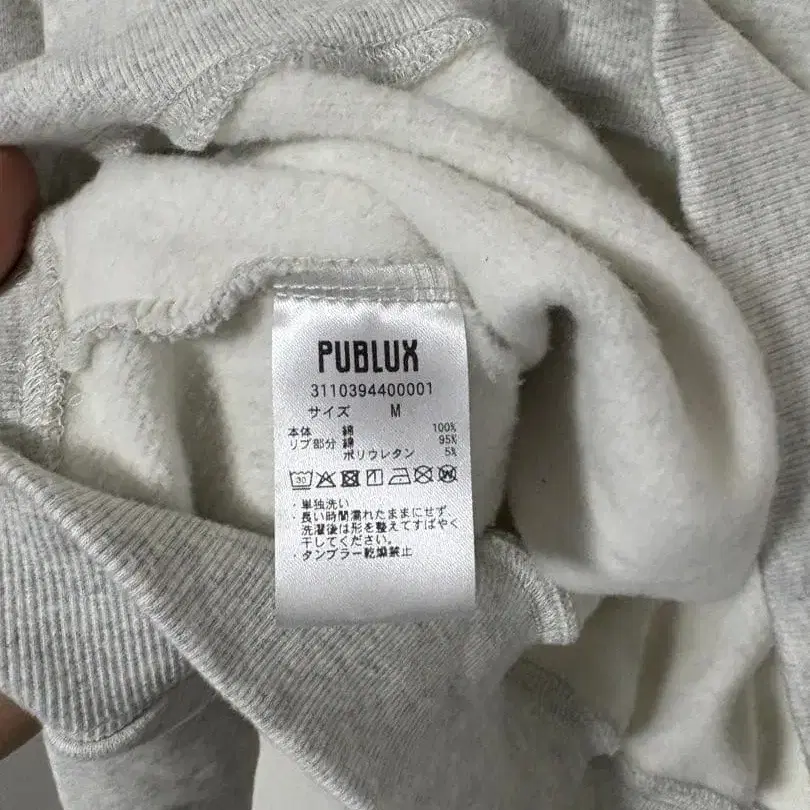 PUBLUX
3110394400001
サイズ M
本体 綿 100%
リブ部分 綿 95%
ポリウレタン 5%
30
・単独洗い
・長い時間濡れたままにせず、
洗濯後は形を整えてすばやく
干してください。
・タンブラー乾燥禁止